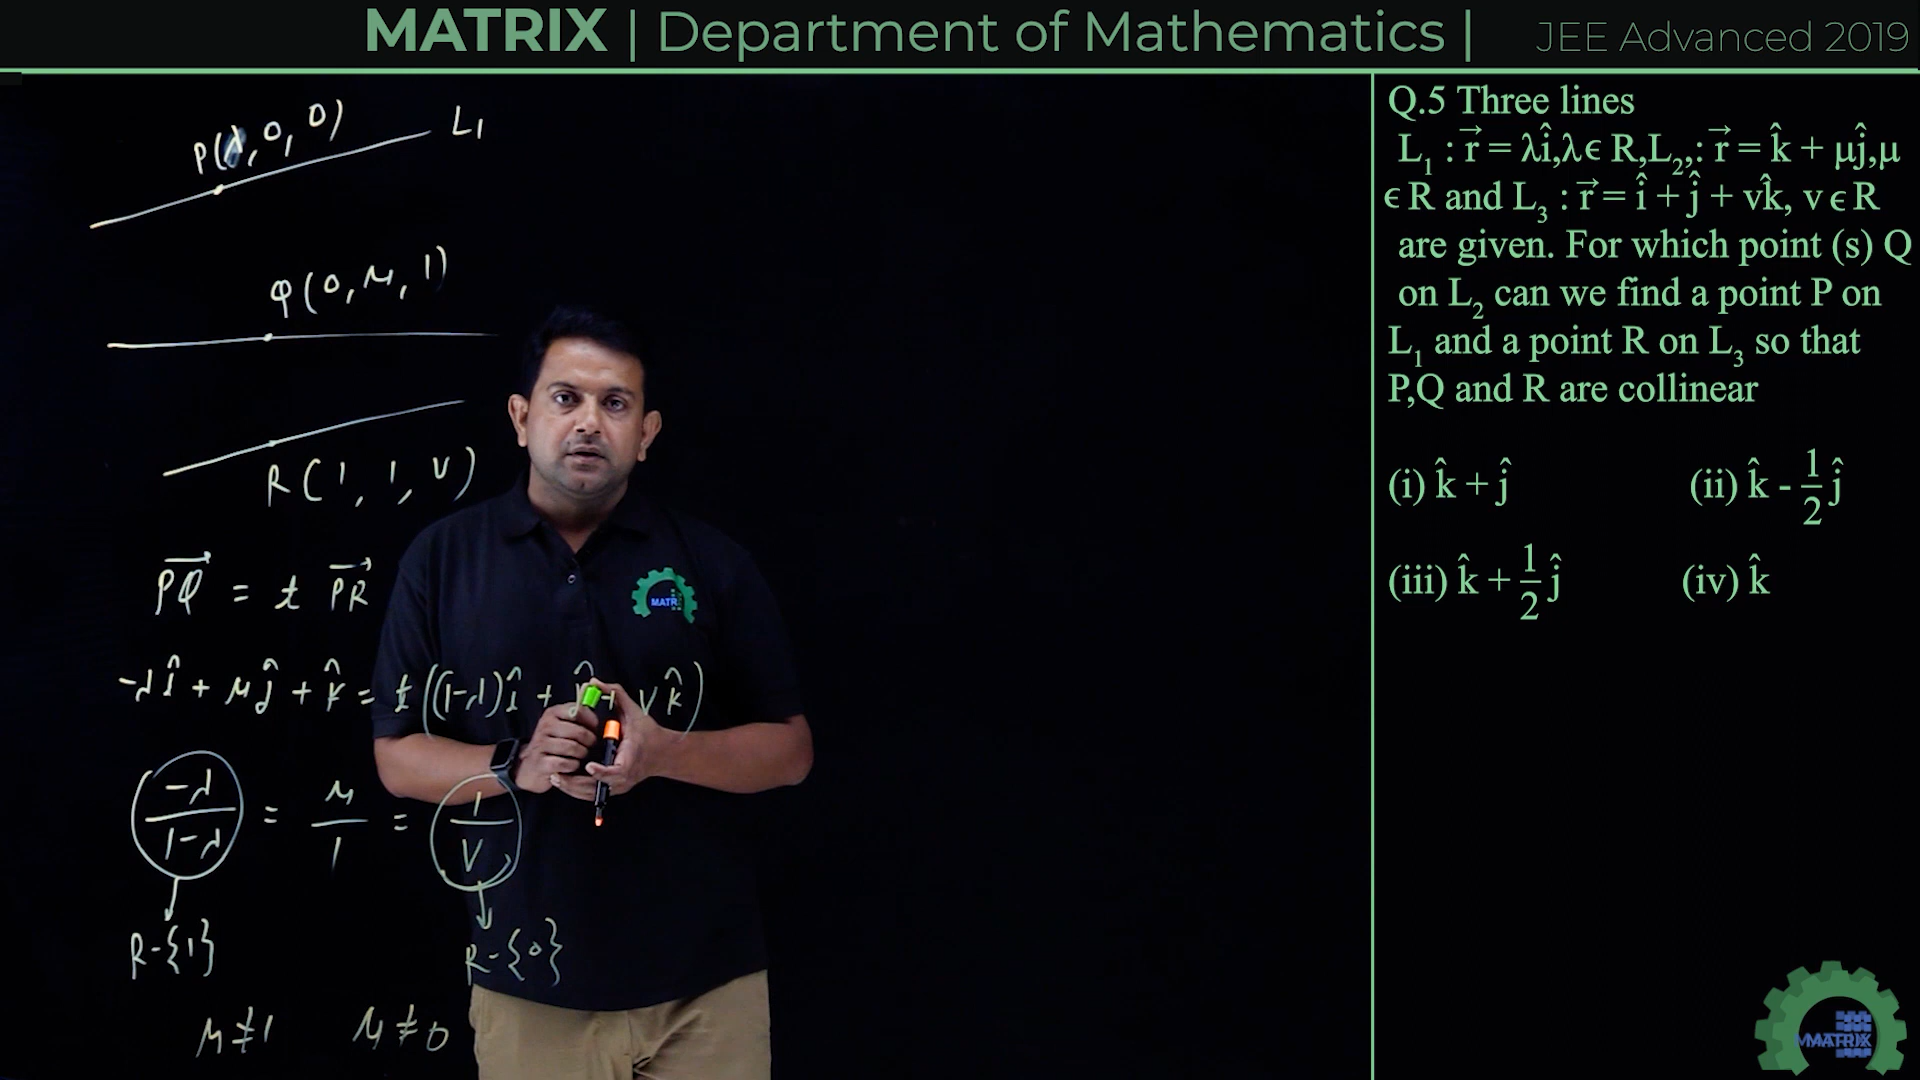 MATRIX | Department of Mathematics | JEE Advanced 2019
P(λ, 0, 0) L₁
Q(0, μ, 1)
R(1, 1, ν)
PQ⃗ = t PR⃗
-λî + μĵ + k̂ = t((1-λ)î + ĵ + νk̂)
-λ/(1-λ) = μ/1 = 1/ν
R-{1} R-{0}
μ≠1 μ≠0
MATRIX
Q.5 Three lines
L₁ : r⃗ = λî,λϵ R,L₂,: r⃗ = k̂ + μĵ,μ
ϵ R and L₃ : r⃗ = î + ĵ + vk̂, v ϵ R
are given. For which point (s) Q
on L₂ can we find a point P on
L₁ and a point R on L₃ so that
P,Q and R are collinear
(i) k̂ + ĵ (ii) k̂ - 1/2 ĵ
(iii) k̂ + 1/2 ĵ (iv) k̂
MATRIX